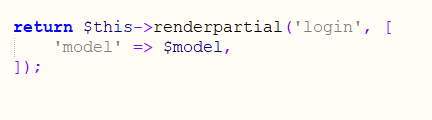 return $this->renderpartial('login', [
    'model' => $model,
]);